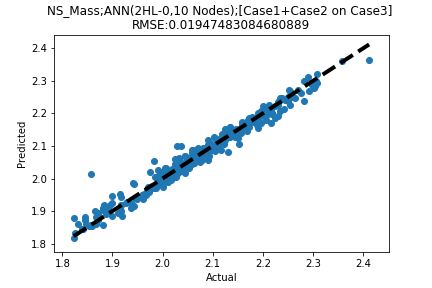 NS_Mass;ANN(2HL-0,10 Nodes);[Case1+Case2 on Case3]
RMSE:0.01947483084680889
2.4
2.3
2.2
2.1
2.0
1.9
1.8
Predicted
1.8 1.9 2.0 2.1 2.2 2.3 2.4
Actual